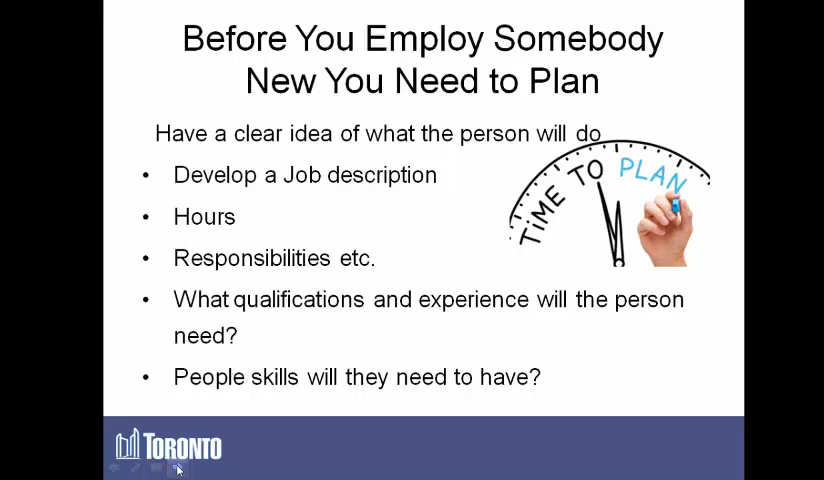 Before You Employ Somebody
New You Need to Plan
Have a clear idea of what the person will do
TIME TO PLAN
• Develop a Job description
• Hours
• Responsibilities etc.
• What qualifications and experience will the person
need?
• People skills will they need to have?
TORONTO